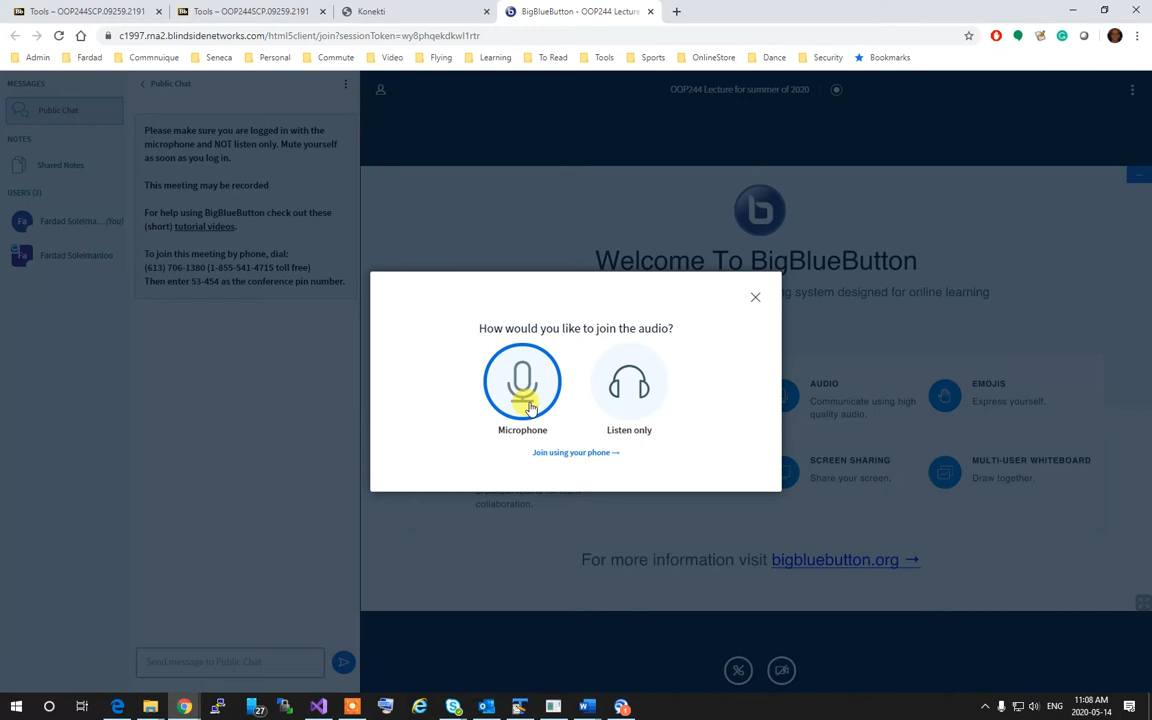 Tools – OOP244SCP.09259.2191
Tools – OOP244SCP.09259.2191
Konekti
BigBlueButton - OOP244 Lecture
c1997.rna2.blindsidenetworks.com/html5client/join?sessionToken=wy8phqekdkwl1rtr
Admin Fardad Commnuique Seneca Personal Commute Video Flying Learning To Read Tools Sports OnlineStore Dance Security Bookmarks
MESSAGES
Public Chat
NOTES
Shared Notes
USERS (2)
Fa Fardad Soleima... (You)
Fa Fardad Soleimanloo
Public Chat
Please make sure you are logged in with the
microphone and NOT listen only. Mute yourself
as soon as you log in.
This meeting may be recorded
For help using BigBlueButton check out these
(short) tutorial videos.
To join this meeting by phone, dial:
(613) 706-1380 (1-855-541-4715 toll free)
Then enter 53-454 as the conference pin number.
Send message to Public Chat
OOP244 Lecture for summer of 2020
b
Welcome To BigBlueButton
ng system designed for online learning
How would you like to join the audio?
Microphone
Listen only
Join using your phone →
AUDIO
Communicate using high
quality audio.
EMOJIS
Express yourself.
SCREEN SHARING
Share your screen.
MULTI-USER WHITEBOARD
Draw together.
collaboration.
For more information visit bigbluebutton.org →
27
1
ENG
11:08 AM
2020-05-14